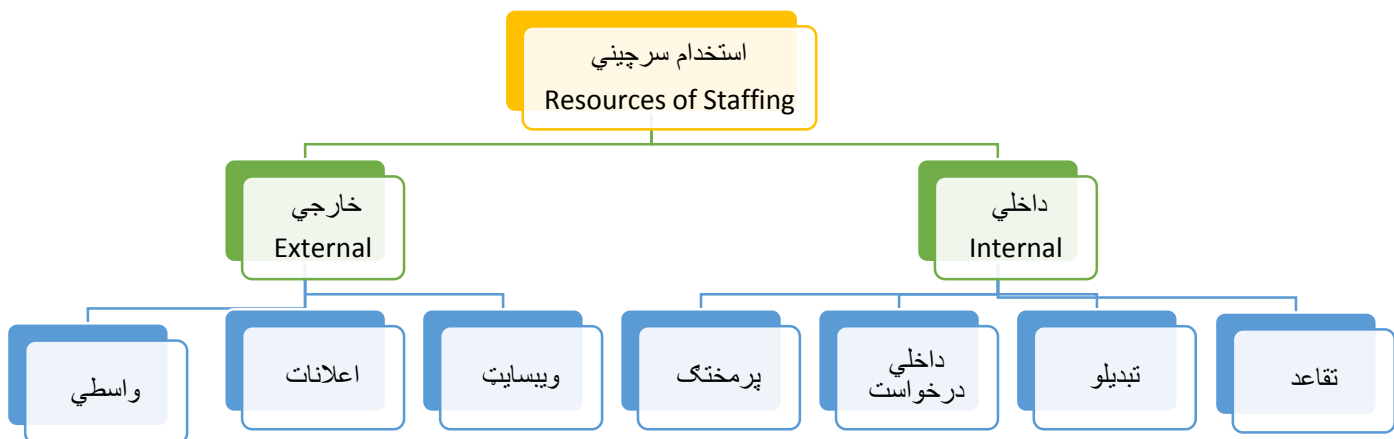 استخدام سرچيني
Resources of Staffing
داخلي
Internal
خارجي
External
تقاعد
تبديلو
داخلي
درخواست
پرمختګ
ويبسايټ
اعلانات
واسطي